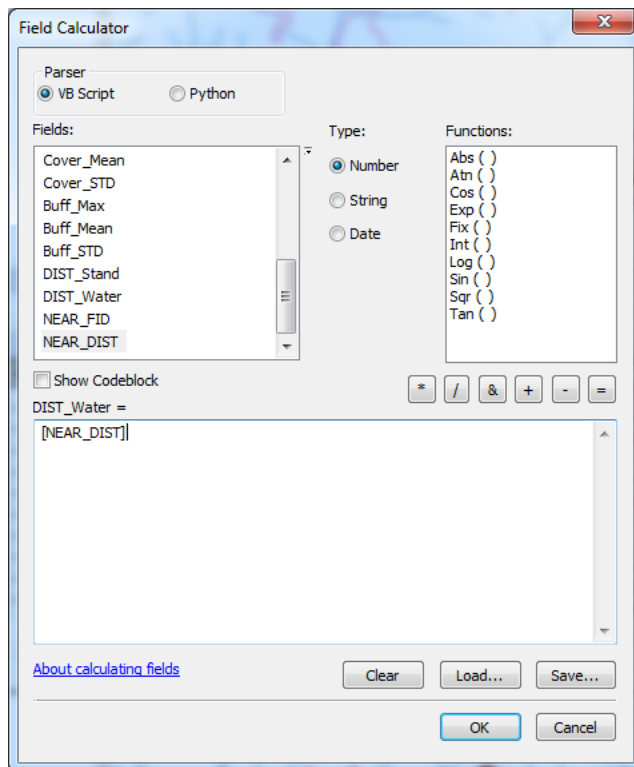 Field Calculator
Parser
VB Script
Python
Fields:
Cover_Mean
Cover_STD
Buff_Max
Buff_Mean
Buff_STD
DIST_Stand
DIST_Water
NEAR_FID
NEAR_DIST
Type:
Number
String
Date
Functions:
Abs ( )
Atn ( )
Cos ( )
Exp ( )
Fix ( )
Int ( )
Log ( )
Sin ( )
Sqr ( )
Tan ( )
Show Codeblock
* / & + - =
DIST_Water =
[NEAR_DIST]
About calculating fields
Clear
Load...
Save...
OK
Cancel